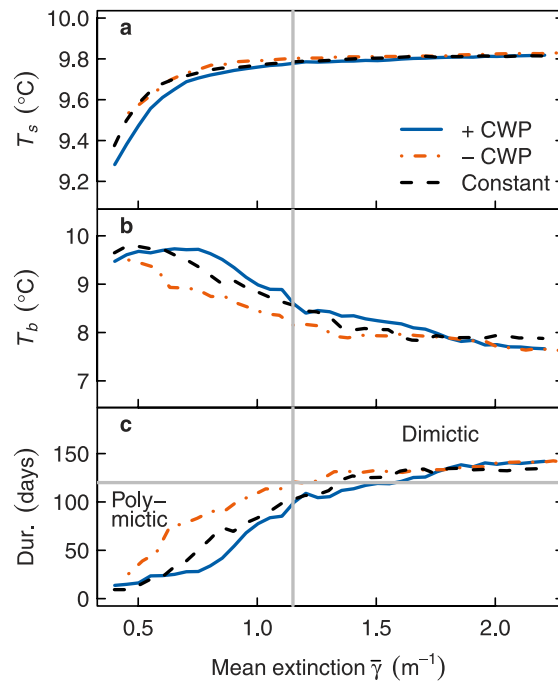 a
10.0
9.8
9.6
9.4
9.2
T_s (°C)
+ CWP
− CWP
Constant
b
10
9
8
7
T_b (°C)
c
Dimictic
Poly−
mictic
150
100
50
0
Dur. (days)
0.5 1.0 1.5 2.0
Mean extinction γ̄ (m⁻¹)